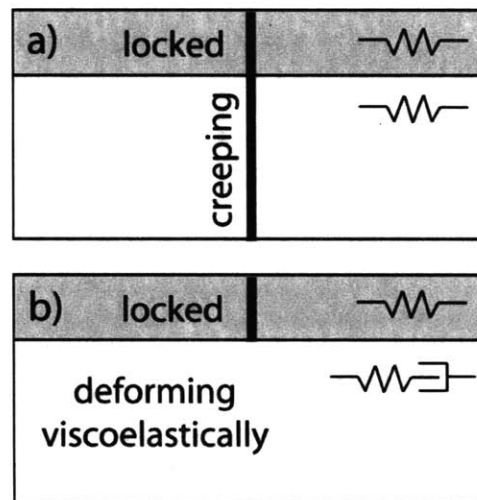 a) locked
creeping
b) locked
deforming
viscoelastically